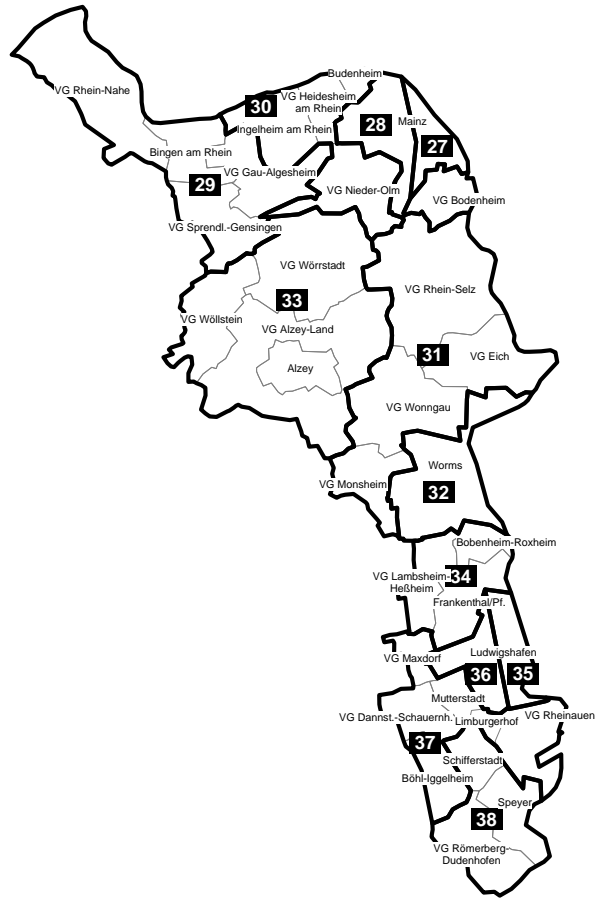 Budenheim
VG Rhein-Nahe
VG Heidesheim
am Rhein
30
28
Mainz
Ingelheim am Rhein
27
Bingen am Rhein
VG Gau-Algesheim
29
VG Nieder-Olm
VG Bodenheim
VG Sprendl.-Gensingen
VG Wörrstadt
VG Rhein-Selz
33
VG Wöllstein
VG Alzey-Land
31
VG Eich
Alzey
VG Wonngau
Worms
VG Monsheim
32
Bobenheim-Roxheim
VG Lambsheim-
Heßheim
34
Frankenthal/Pf.
Ludwigshafen
VG Maxdorf
36
35
Mutterstadt
VG Dannst.-Schauernh.
Limburgerhof
VG Rheinauen
37
Schifferstadt
Böhl-Iggelheim
Speyer
38
VG Römerberg-
Dudenhofen